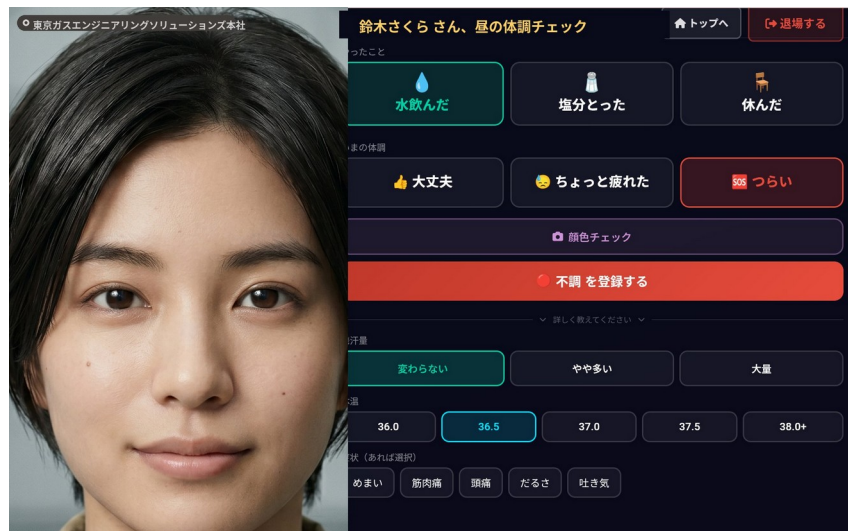 東京ガスエンジニアリングソリューションズ本社
鈴木さくら さん、昼の体調チェック
トップへ
退場する
ったこと
水飲んだ
塩分とった
休んだ
まの体調
大丈夫
ちょっと疲れた
SOS つらい
顔色チェック
不調 を登録する
詳しく教えてください
汗量
変わらない
やや多い
大量
温
36.0
36.5
37.0
37.5
38.0+
状（あれば選択）
めまい
筋肉痛
頭痛
だるさ
吐き気